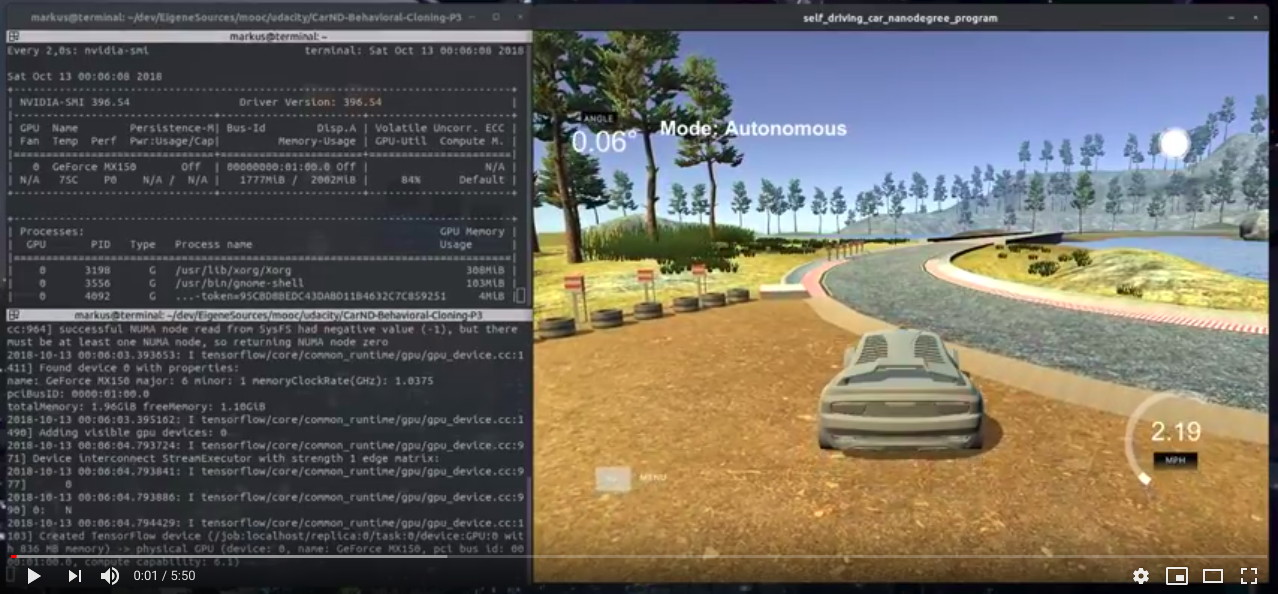 markus@terminal: ~/dev/EigeneSources/mooc/udacity/CarND-Behavioral-Cloning-P3
markus@terminal: ~
Every 2,0s: nvidia-smi terminal: Sat Oct 13 00:06:08 2018
Sat Oct 13 00:06:08 2018
NVIDIA-SMI 396.54 Driver Version: 396.54
GPU Name Persistence-M| Bus-Id Disp.A | Volatile Uncorr. ECC
Fan Temp Perf Pwr:Usage/Cap| Memory-Usage | GPU-Util Compute M.
0 GeForce MX150 Off | 00000000:01:00.0 Off | N/A
N/A 75C P0 N/A / N/A | 1777MiB / 2002MiB | 84% Default
Processes: GPU Memory
GPU PID Type Process name Usage
0 3198 G /usr/lib/xorg/Xorg 308MiB
0 3556 G /usr/bin/gnome-shell 103MiB
0 4092 G ...-token=95CBD8BEDC43DABD11B4632C7C859251 4MiB
markus@terminal: ~/dev/EigeneSources/mooc/udacity/CarND-Behavioral-Cloning-P3
cc:964] successful NUMA node read from SysFS had negative value (-1), but there
must be at least one NUMA node, so returning NUMA node zero
2018-10-13 00:06:03.393653: I tensorflow/core/common_runtime/gpu/gpu_device.cc:1
411] Found device 0 with properties:
name: GeForce MX150 major: 6 minor: 1 memoryClockRate(GHz): 1.0375
pciBusID: 0000:01:00.0
totalMemory: 1.96GiB freeMemory: 1.10GiB
2018-10-13 00:06:03.395162: I tensorflow/core/common_runtime/gpu/gpu_device.cc:1
490] Adding visible gpu devices: 0
2018-10-13 00:06:04.793724: I tensorflow/core/common_runtime/gpu/gpu_device.cc:9
71] Device interconnect StreamExecutor with strength 1 edge matrix:
2018-10-13 00:06:04.793841: I tensorflow/core/common_runtime/gpu/gpu_device.cc:9
77] 0
2018-10-13 00:06:04.793886: I tensorflow/core/common_runtime/gpu/gpu_device.cc:9
90] 0: N
2018-10-13 00:06:04.794429: I tensorflow/core/common_runtime/gpu/gpu_device.cc:1
103] Created TensorFlow device (/job:localhost/replica:0/task:0/device:GPU:0 wit
h 836 MB memory) -> physical GPU (device: 0, name: GeForce MX150, pci bus id: 00
00:01:00.0, compute capability: 6.1)
self_driving_car_nanodegree_program
ANGLE
0.06°
Mode: Autonomous
2.19
MPH
MENU
0:01 / 5:50